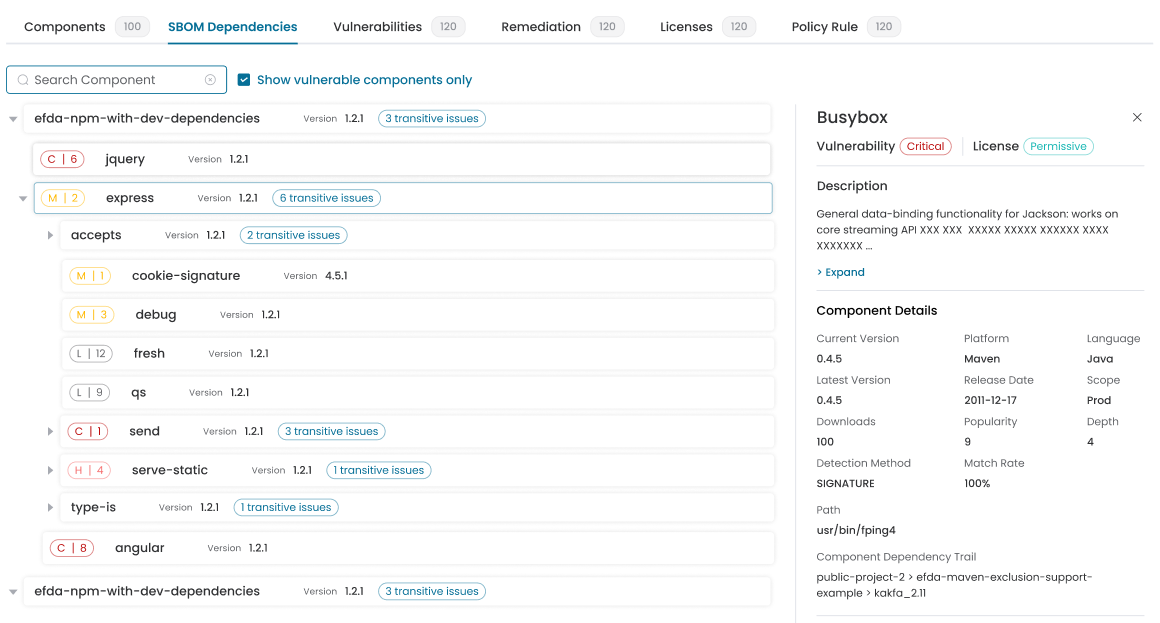 Components 100 SBOM Dependencies Vulnerabilities 120 Remediation 120 Licenses 120 Policy Rule 120
Search Component Show vulnerable components only
efda-npm-with-dev-dependencies Version 1.2.1 3 transitive issues
C | 6 jquery Version 1.2.1
M | 2 express Version 1.2.1 6 transitive issues
accepts Version 1.2.1 2 transitive issues
M | 1 cookie-signature Version 4.5.1
M | 3 debug Version 1.2.1
L | 12 fresh Version 1.2.1
L | 9 qs Version 1.2.1
C | 1 send Version 1.2.1 3 transitive issues
H | 4 serve-static Version 1.2.1 1 transitive issues
type-is Version 1.2.1 1 transitive issues
C | 8 angular Version 1.2.1
efda-npm-with-dev-dependencies Version 1.2.1 3 transitive issues
Busybox
Vulnerability Critical License Permissive
Description
General data-binding functionality for Jackson: works on
core streaming API XXX XXX XXXXX XXXXX XXXXXX XXXX
XXXXXXX ...
> Expand
Component Details
Current Version Platform Language
0.4.5 Maven Java
Latest Version Release Date Scope
0.4.5 2011-12-17 Prod
Downloads Popularity Depth
100 9 4
Detection Method Match Rate
SIGNATURE 100%
Path
usr/bin/fping4
Component Dependency Trail
public-project-2 > efda-maven-exclusion-support-
example > kakfa_2.11